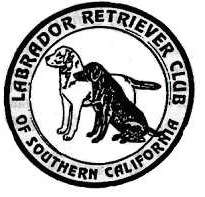 LABRADOR RETRIEVER CLUB
OF SOUTHERN CALIFORNIA